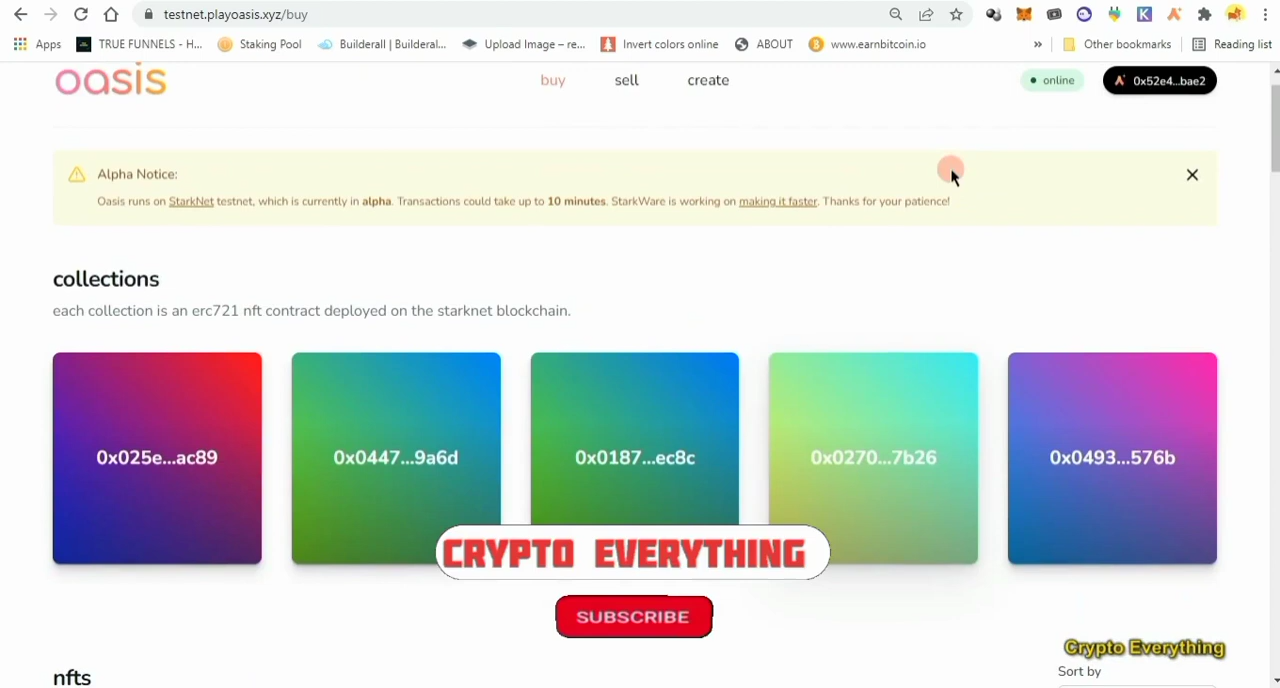 testnet.playoasis.xyz/buy
Apps
TRUE FUNNELS - H...
Staking Pool
Builderall | Builderal...
Upload Image – re...
Invert colors online
ABOUT
www.earnbitcoin.io
»
Other bookmarks
Reading list
oasis
buy
sell
create
online
0x52e4...bae2
Alpha Notice:
Oasis runs on StarkNet testnet, which is currently in alpha. Transactions could take up to 10 minutes. StarkWare is working on making it faster. Thanks for your patience!
collections
each collection is an erc721 nft contract deployed on the starknet blockchain.
0x025e...ac89
0x0447...9a6d
0x0187...ec8c
0x0270...7b26
0x0493...576b
CRYPTO EVERYTHING
SUBSCRIBE
Crypto Everything
nfts
Sort by